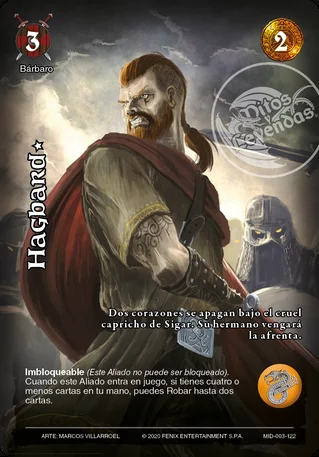 3
2
Bárbaro
Mitos
Leyendas
Hagbard
Dos corazones se apagan bajo el cruel
capricho de Sigar: Su hermano vengará
la afrenta.
Imbloqueable (Este Aliado no puede ser bloqueado).
Cuando este Aliado entra en juego, si tienes cuatro o
menos cartas en tu mano, puedes Robar hasta dos
cartas.
ARTE: MARCOS VILLARROEL
© 2020 FENIX ENTERTAINMENT S.P.A.
MID-003-122